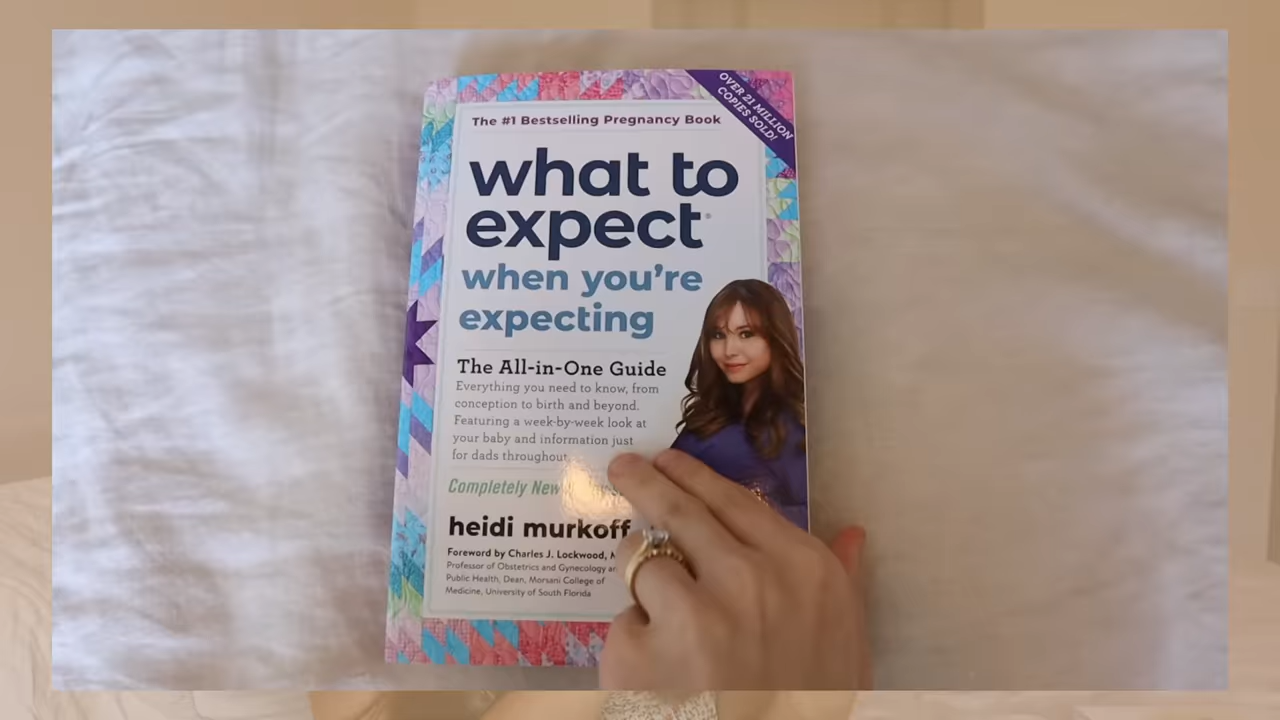 OVER 21 MILLION
COPIES SOLD!
The #1 Bestselling Pregnancy Book
what to
expect®
when you're
expecting
The All-in-One Guide
Everything you need to know, from
conception to birth and beyond.
Featuring a week-by-week look at
your baby and information just
for dads throughout
Completely New
heidi murkoff
Foreword by Charles J. Lockwood,
Professor of Obstetrics and Gynecology
Public Health, Dean, Morsani College of
Medicine, University of South Florida